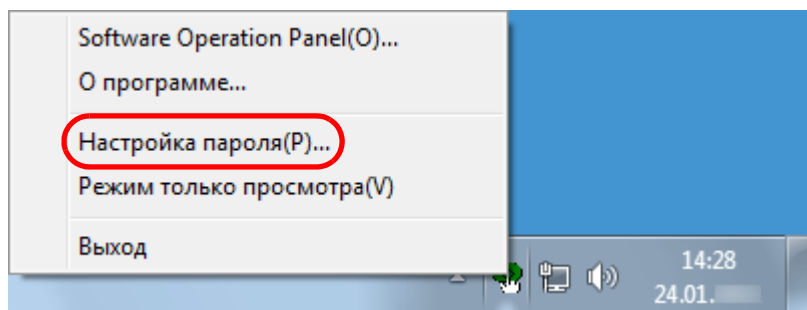 Software Operation Panel(O)...
О программе...
Настройка пароля(P)...
Режим только просмотра(V)
Выход
14:28
24.01.